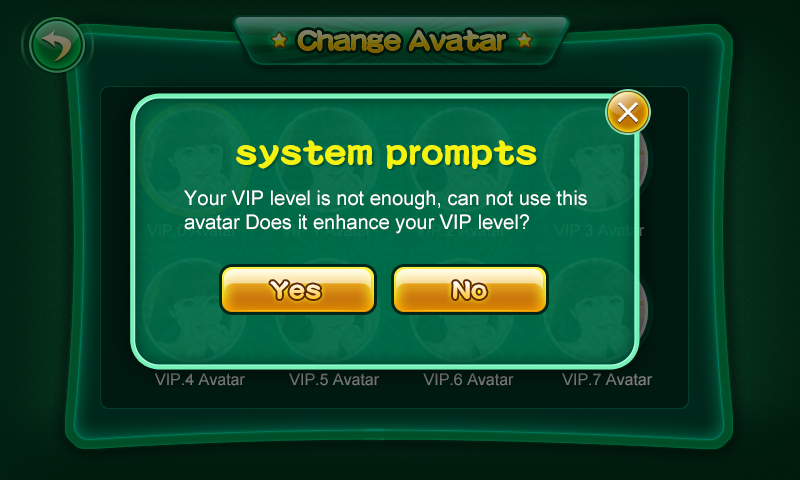 Change Avatar
system prompts
Your VIP level is not enough, can not use this
avatar Does it enhance your VIP level?
VIP.3 Avatar
Yes
No
VIP.4 Avatar
VIP.5 Avatar
VIP.6 Avatar
VIP.7 Avatar